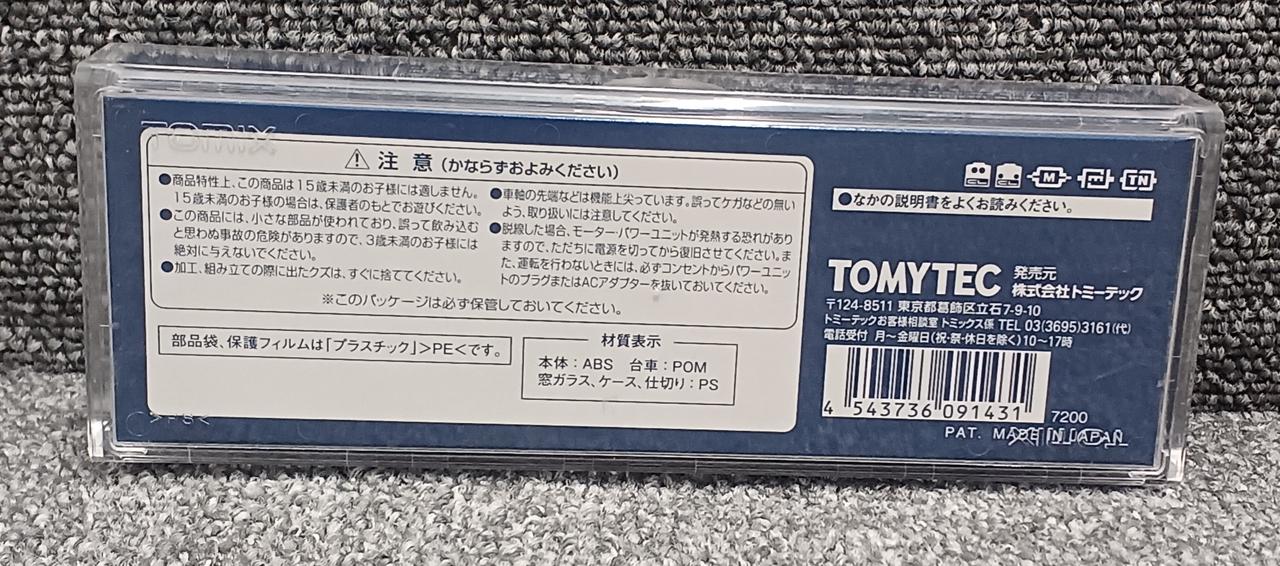 TOMIX
⚠ 注 意 (かならずおよみください)
●商品特性上、この商品は15歳未満のお子様には適しません。
15歳未満のお子様の場合は、保護者のもとでお遊びください。
●この商品には、小さな部品が使われており、誤って飲み込む
と思わぬ事故の危険がありますので、3歳未満のお子様には
絶対に与えないでください。
●加工、組み立ての際に出たクズは、すぐに捨ててください。
●車軸の先端などは機能上尖っています。誤ってケガなどの無い
よう、取り扱いには注意してください。
●脱線した場合、モーター・パワーユニットが発熱する恐れがあり
ますので、ただちに電源を切ってから復旧させてください。ま
た、運転を行わないときには、必ずコンセントからパワーユニッ
トのプラグまたはACアダプターを抜いておいてください。
※このパッケージは必ず保管しておいてください。
部品袋、保護フィルムは「プラスチック」>PE<です。
材質表示
本体:ABS 台車:POM
窓ガラス、ケース、仕切り:PS
>PS<
CL CL M TN
●なかの説明書をよくお読みください。
TOMYTEC 発売元
株式会社トミーテック
〒124-8511 東京都葛飾区立石7-9-10
トミーテックお客様相談室 トミックス係 TEL 03(3695)3161(代)
電話受付 月〜金曜日(祝・祭・休日を除く)10〜17時
4 543736 091431
7200
PAT. MADE IN JAPAN